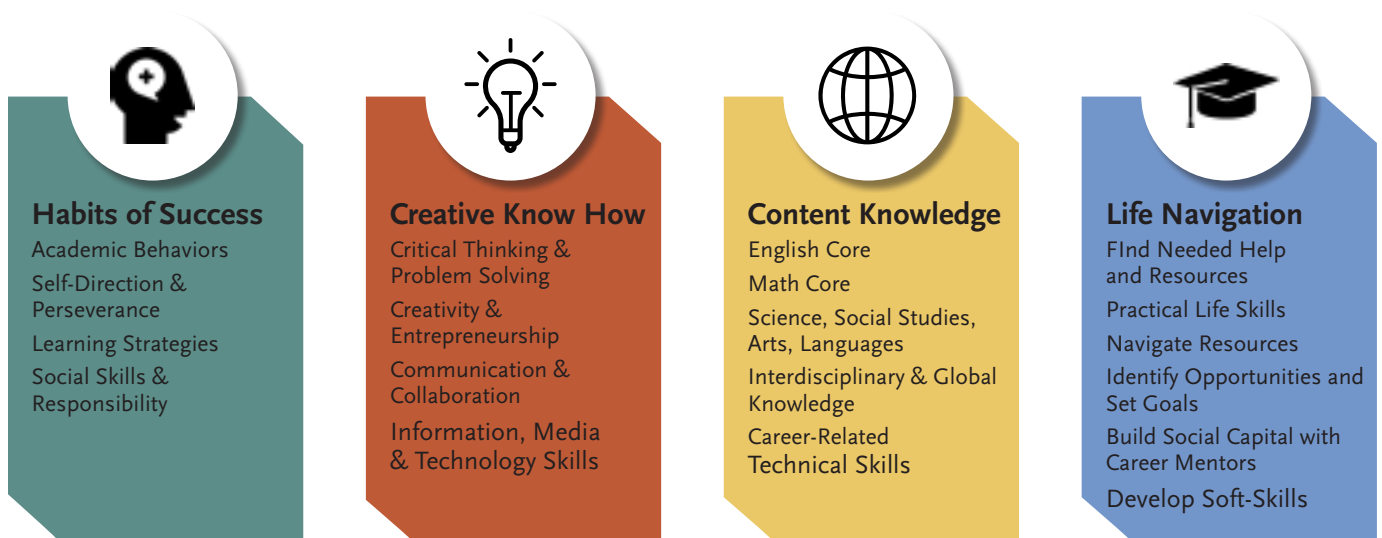 Habits of Success
Academic Behaviors
Self-Direction &
Perseverance
Learning Strategies
Social Skills &
Responsibility
Creative Know How
Critical Thinking &
Problem Solving
Creativity &
Entrepreneurship
Communication &
Collaboration
Information, Media
& Technology Skills
Content Knowledge
English Core
Math Core
Science, Social Studies,
Arts, Languages
Interdisciplinary & Global
Knowledge
Career-Related
Technical Skills
Life Navigation
FInd Needed Help
and Resources
Practical Life Skills
Navigate Resources
Identify Opportunities and
Set Goals
Build Social Capital with
Career Mentors
Develop Soft-Skills